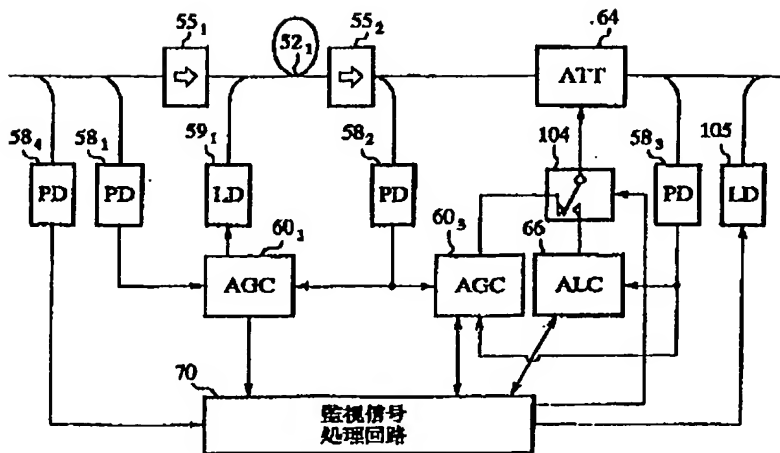 55₁
52₁
55₂
64
ATT
58₄
58₁
59₁
58₂
104
58₃
105
PD
PD
LD
PD
PD
LD
60₁
60₃
66
AGC
AGC
ALC
70
監視信号
処理回路